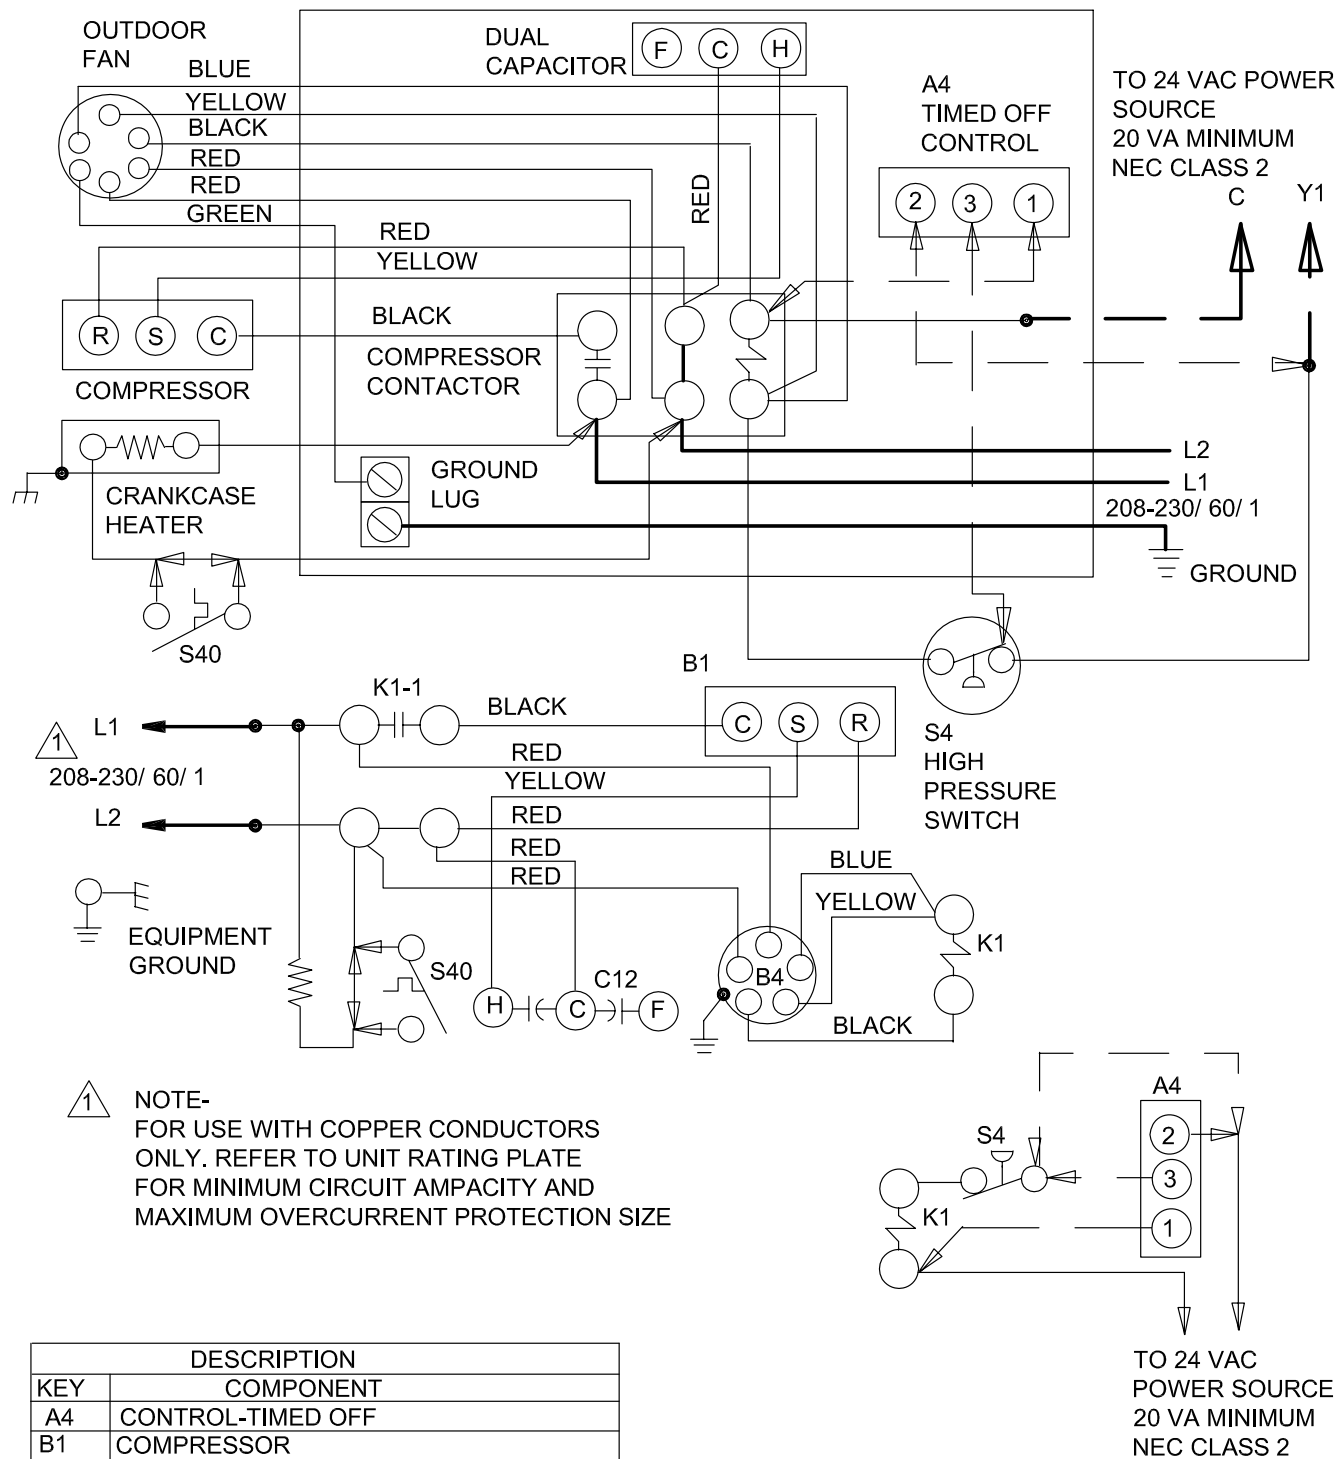 OUTDOOR
FAN
BLUE
YELLOW
BLACK
RED
RED
GREEN
DUAL
CAPACITOR
F C H
A4
TIMED OFF
CONTROL
2 3 1
TO 24 VAC POWER
SOURCE
20 VA MINIMUM
NEC CLASS 2
C Y1
RED
RED
YELLOW
R S C
COMPRESSOR
BLACK
COMPRESSOR
CONTACTOR
CRANKCASE
HEATER
GROUND
LUG
L2
L1
208-230/ 60/ 1
GROUND
S40
S4
HIGH
PRESSURE
SWITCH
B1
C S R
K1-1
L1
1
208-230/ 60/ 1
L2
BLACK
RED
YELLOW
RED
RED
RED
EQUIPMENT
GROUND
S40
H C F
C12
B4
BLUE
YELLOW
K1
BLACK
1 NOTE-
FOR USE WITH COPPER CONDUCTORS
ONLY. REFER TO UNIT RATING PLATE
FOR MINIMUM CIRCUIT AMPACITY AND
MAXIMUM OVERCURRENT PROTECTION SIZE
A4
2
3
1
S4
K1
TO 24 VAC
POWER SOURCE
20 VA MINIMUM
NEC CLASS 2
DESCRIPTION
KEY COMPONENT
A4 CONTROL-TIMED OFF
B1 COMPRESSOR